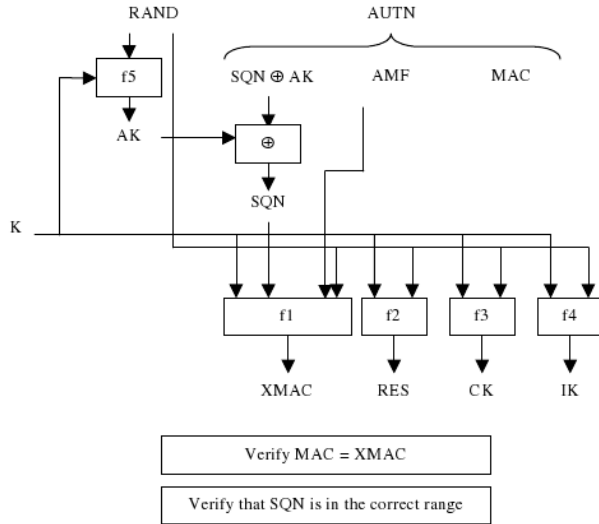 RAND AUTN
f5 SQN ⊕ AK AMF MAC
AK ⊕
SQN
K
f1 f2 f3 f4
XMAC RES CK IK
Verify MAC = XMAC
Verify that SQN is in the correct range